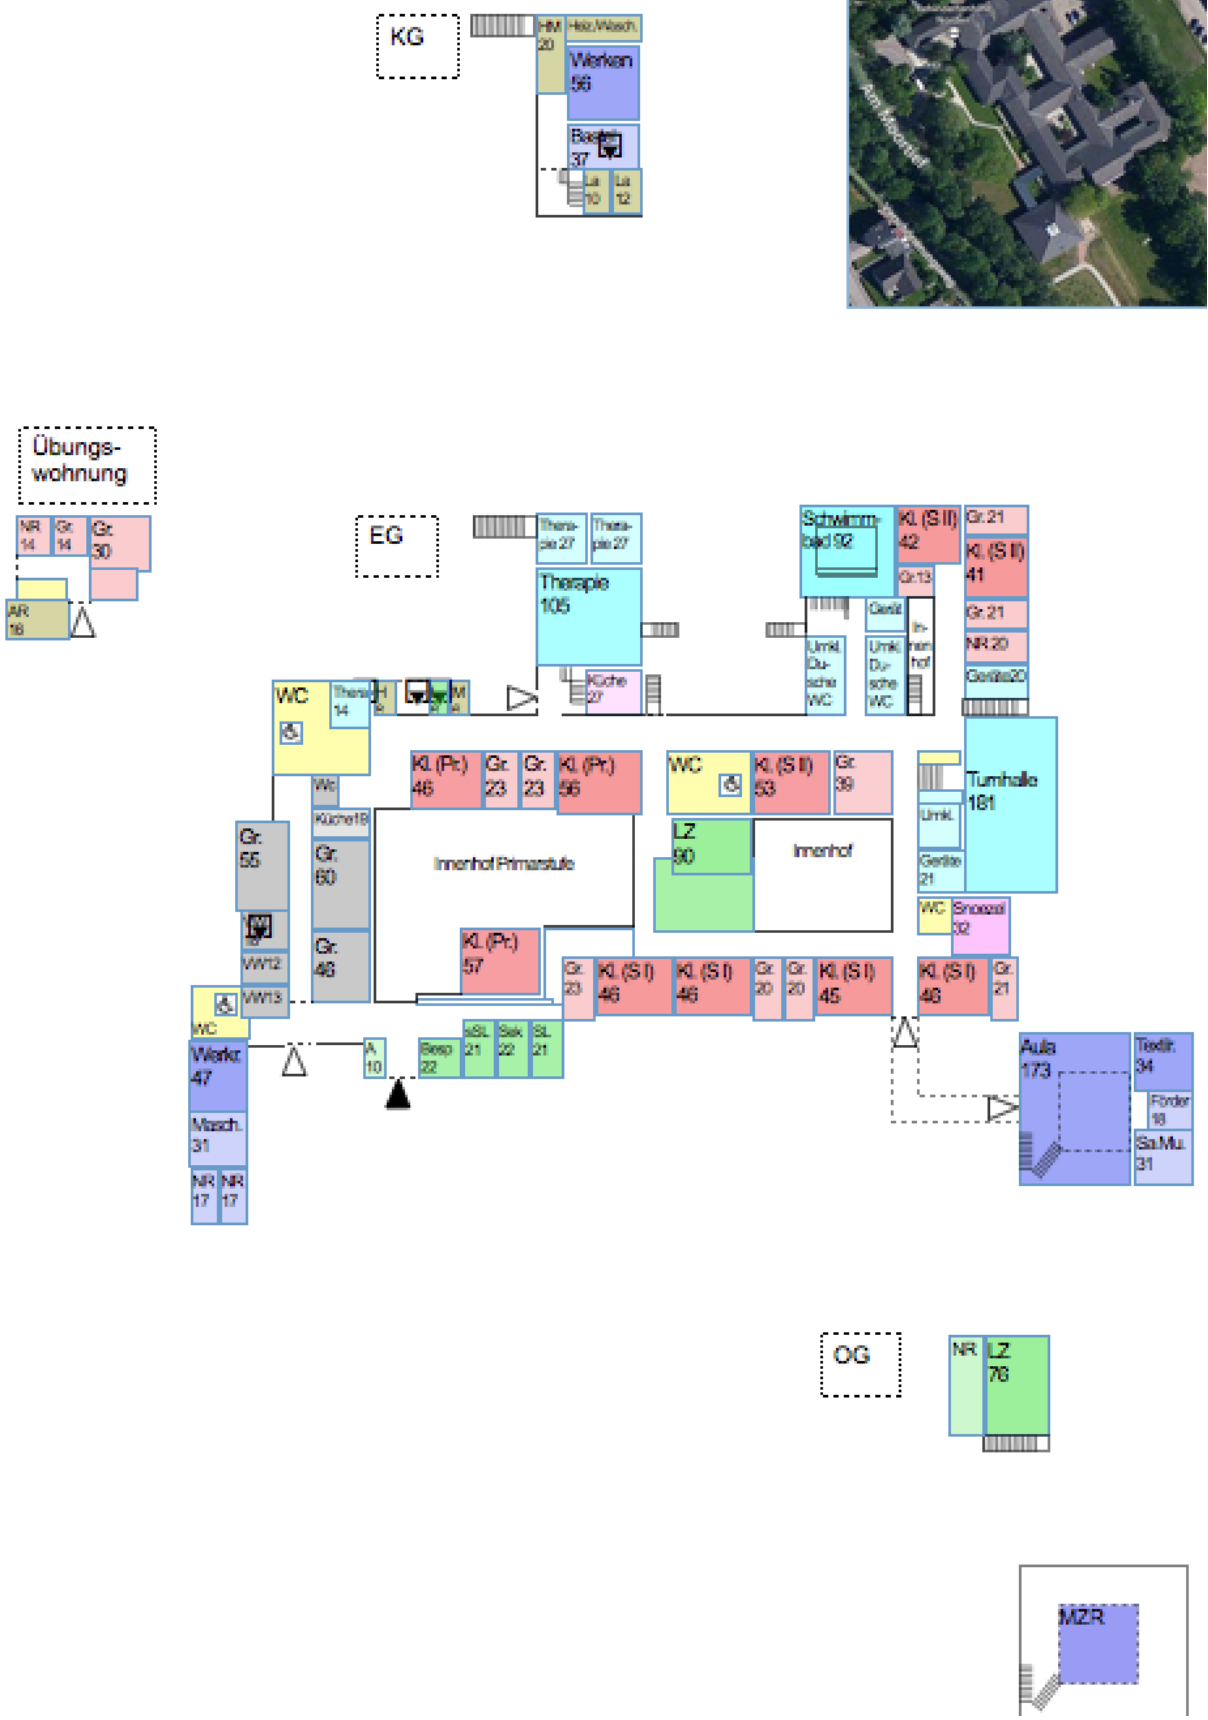 KG
HM
20
Heiz./Wasch.
Werken
56
37
La
10
La
12
Am Moorhof
Übungs-
wohnung
NR
14
Gr.
14
Gr.
30
AR
16
EG
Thera-
pie 27
Thera-
pie 27
Therapie
105
Küche
27
Schwimm-
bad 92
Kl. (S II)
42
Gr.13
Gerät
Umkl.
Du-
sche
WC
Umkl.
Du-
sche
WC
In-
nen
hof
Gr. 21
Kl. (S II)
41
Gr. 21
NR 20
Geräte20
WC
14
H
M
Kl. (Pr.)
46
Gr.
23
Gr.
23
Kl. (Pr.)
56
WC
Kl. (S II)
53
Gr.
39
Turnhalle
181
Umkl.
Geräte
21
Wc
Küche18
Gr.
55
Gr.
60
Innenhof Primarstufe
LZ
90
Innenhof
WC
Snoezel
32
VW12
VW13
Gr.
46
Kl. (Pr.)
57
Gr.
23
Kl. (S I)
46
Kl. (S I)
46
Gr.
20
Gr.
20
Kl. (S I)
45
Kl. (S I)
46
Gr.
21
WC
Werkr.
47
Masch.
31
NR
17
NR
17
A
10
Besp
22
sSL
21
Sek
22
SL
21
Aula
173
Textilr.
34
Förder
18
Sa.Mu.
31
OG
NR
LZ
76
MZR